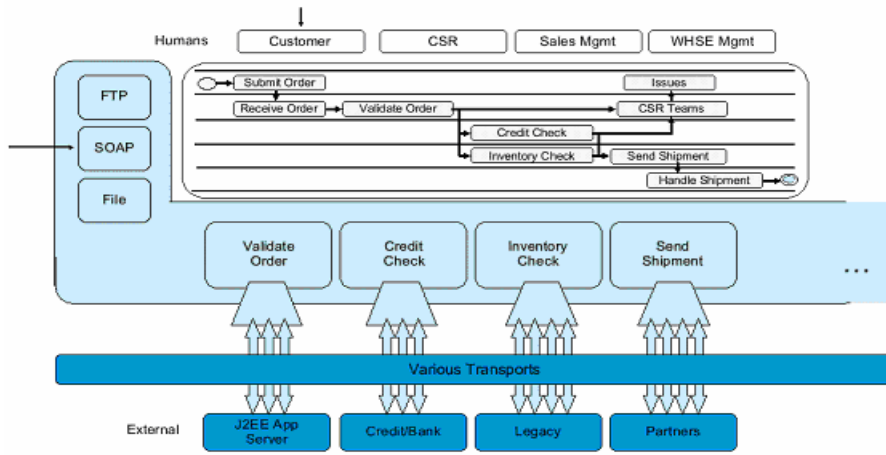 Humans
Customer
CSR
Sales Mgmt
WHSE Mgmt
FTP
SOAP
File
Submit Order
Issues
Receive Order
Validate Order
CSR Teams
Credit Check
Inventory Check
Send Shipment
Handle Shipment
Validate
Order
Credit
Check
Inventory
Check
Send
Shipment
...
Various Transports
External
J2EE App
Server
Credit/Bank
Legacy
Partners